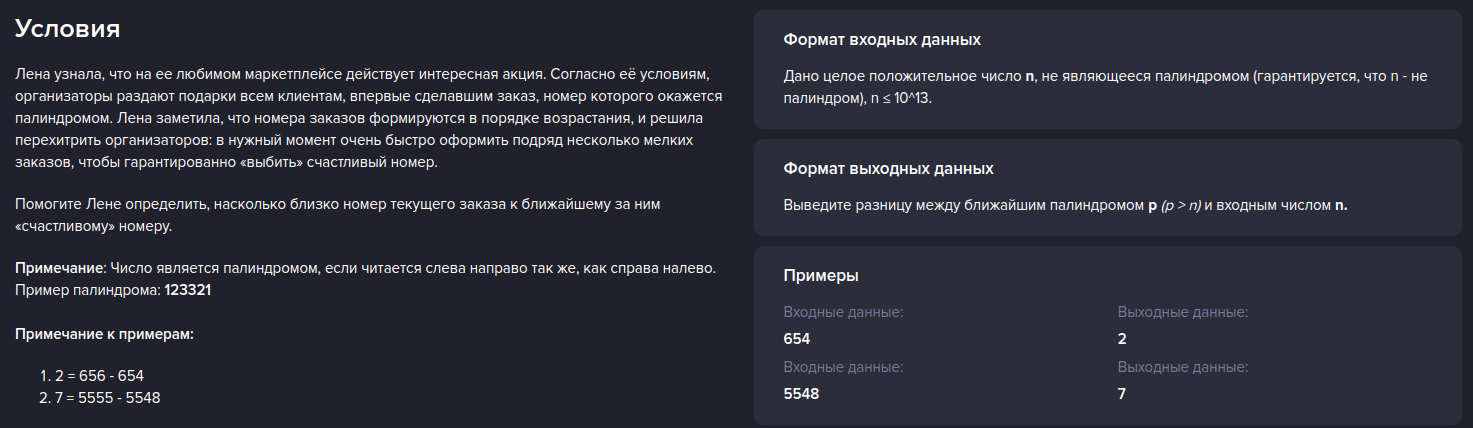 Условия
Лена узнала, что на ее любимом маркетплейсе действует интересная акция. Согласно её условиям,
организаторы раздают подарки всем клиентам, впервые сделавшим заказ, номер которого окажется
палиндромом. Лена заметила, что номера заказов формируются в порядке возрастания, и решила
перехитрить организаторов: в нужный момент очень быстро оформить подряд несколько мелких
заказов, чтобы гарантированно «выбить» счастливый номер.
Помогите Лене определить, насколько близко номер текущего заказа к ближайшему за ним
«счастливому» номеру.
Примечание: Число является палиндромом, если читается слева направо так же, как справа налево.
Пример палиндрома: 123321
Примечание к примерам:
1. 2 = 656 - 654
2. 7 = 5555 - 5548
Формат входных данных
Дано целое положительное число n, не являющееся палиндромом (гарантируется, что n - не
палиндром), n ≤ 10^13.
Формат выходных данных
Выведите разницу между ближайшим палиндромом p (p > n) и входным числом n.
Примеры
Входные данные: Выходные данные:
654 2
Входные данные: Выходные данные:
5548 7